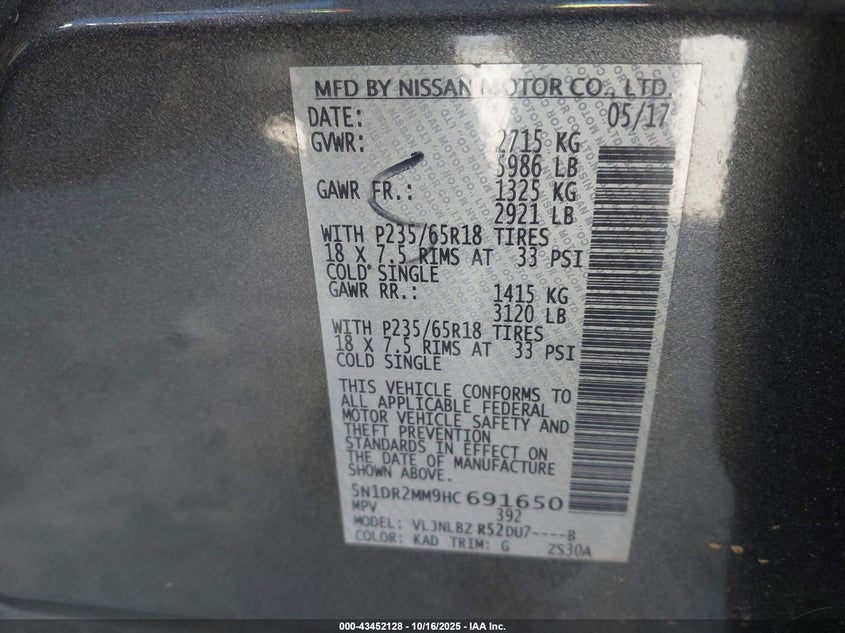 MFD BY NISSAN MOTOR CO., LTD.
DATE: 05/17
GVWR: 2715 KG
5986 LB
GAWR FR.: 1325 KG
2921 LB
WITH P235/65R18 TIRES
18 X 7.5 RIMS AT 33 PSI
COLD SINGLE
GAWR RR.: 1415 KG
3120 LB
WITH P235/65R18 TIRES
18 X 7.5 RIMS AT 33 PSI
COLD SINGLE
THIS VEHICLE CONFORMS TO
ALL APPLICABLE FEDERAL
MOTOR VEHICLE SAFETY AND
THEFT PREVENTION
STANDARDS IN EFFECT ON
THE DATE OF MANUFACTURE
SHOWN ABOVE.
5N1DR2MM9HC691650
MPV 392
MODEL: VLJNLBZ R52DU7----B
COLOR: KAD TRIM: G ZS30A
000-43452128 - 10/16/2025 - IAA Inc.